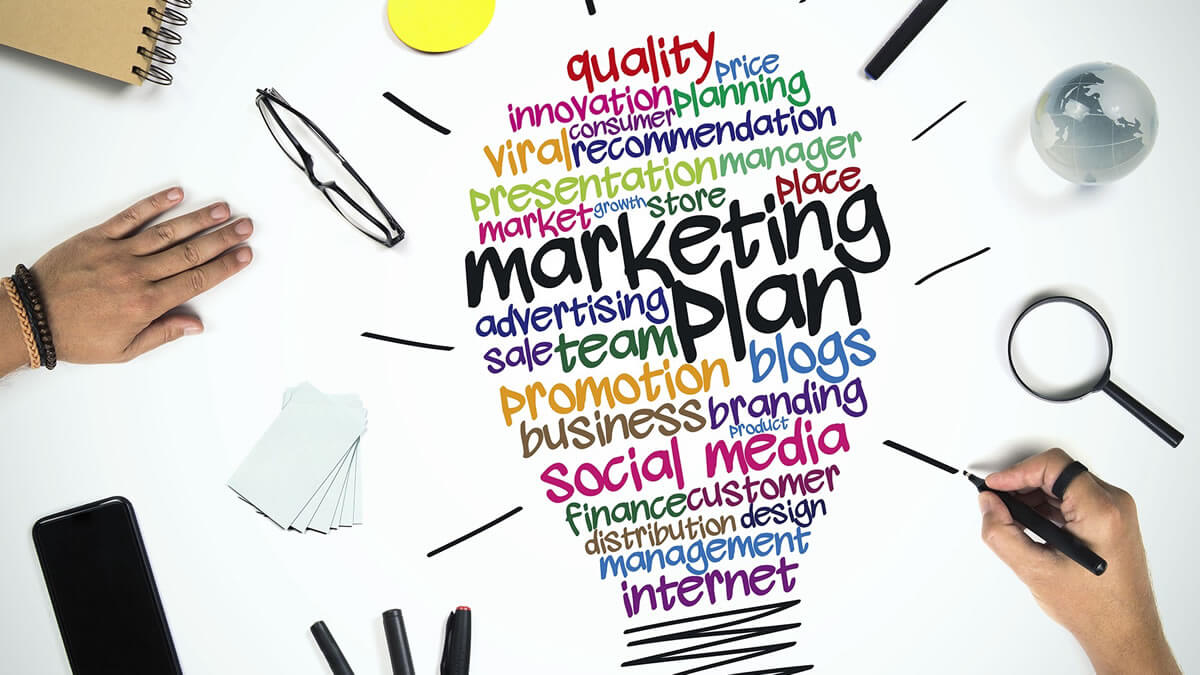 quality
price
innovation planning
consumer
viral recommendation
presentation manager
market growth store place
marketing
advertising plan
sale team
promotion blogs
business branding
product
social media
finance customer
distribution design
management
internet